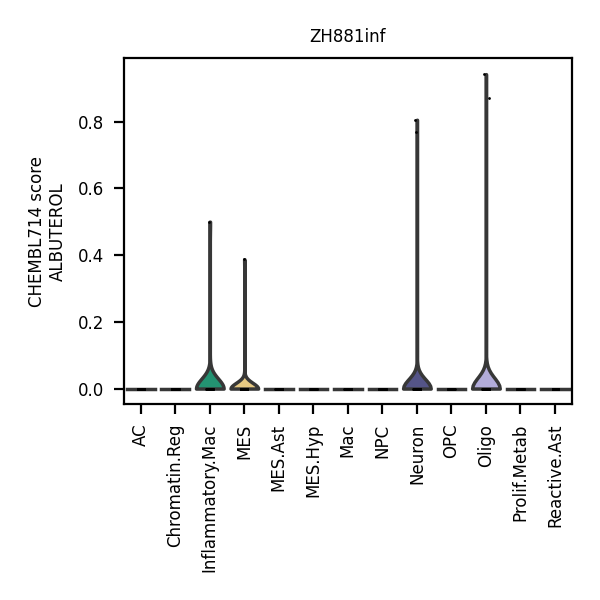 ZH881inf
CHEMBL714 score
ALBUTEROL
0.8
0.6
0.4
0.2
0.0
AC
Chromatin.Reg
Inflammatory.Mac
MES
MES.Ast
MES.Hyp
Mac
NPC
Neuron
OPC
Oligo
Prolif.Metab
Reactive.Ast